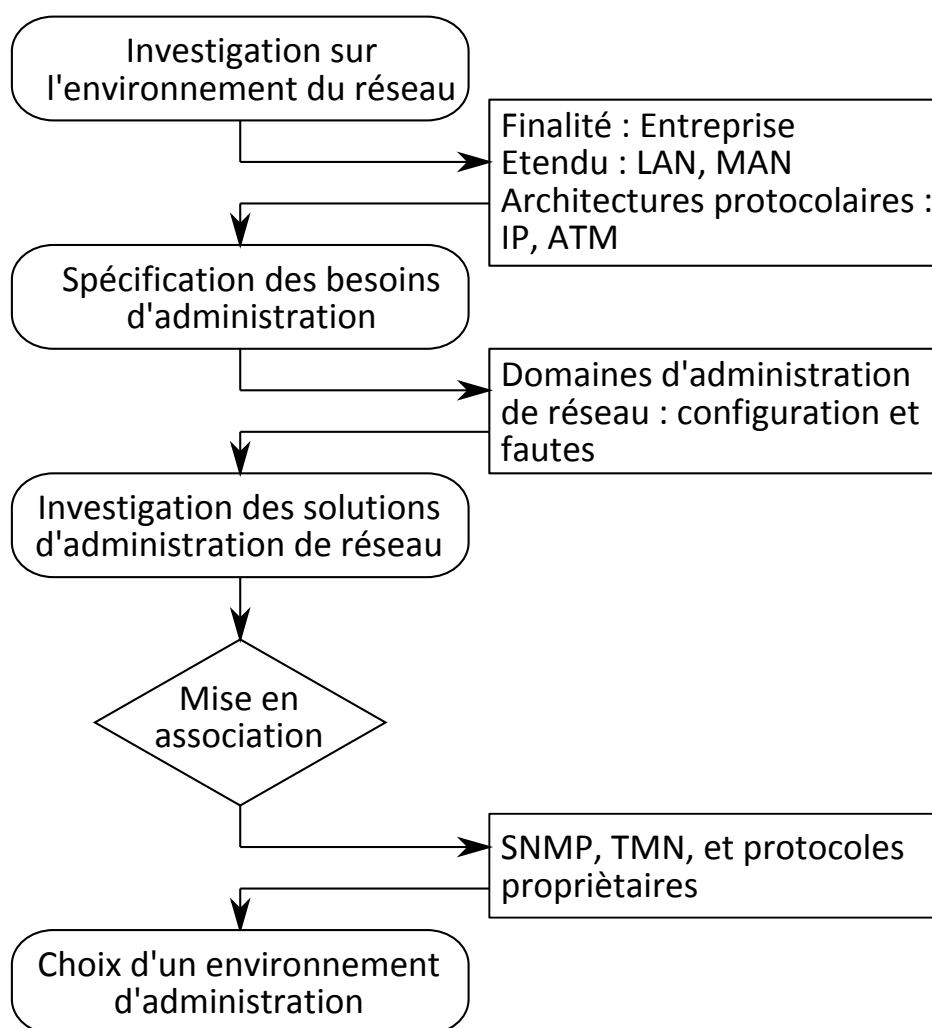 Investigation sur
l'environnement du réseau
Finalité : Entreprise
Etendu : LAN, MAN
Architectures protocolaires :
IP, ATM
Spécification des besoins
d'administration
Domaines d'administration
de réseau : configuration et
fautes
Investigation des solutions
d'administration de réseau
Mise en
association
SNMP, TMN, et protocoles
propriètaires
Choix d'un environnement
d'administration